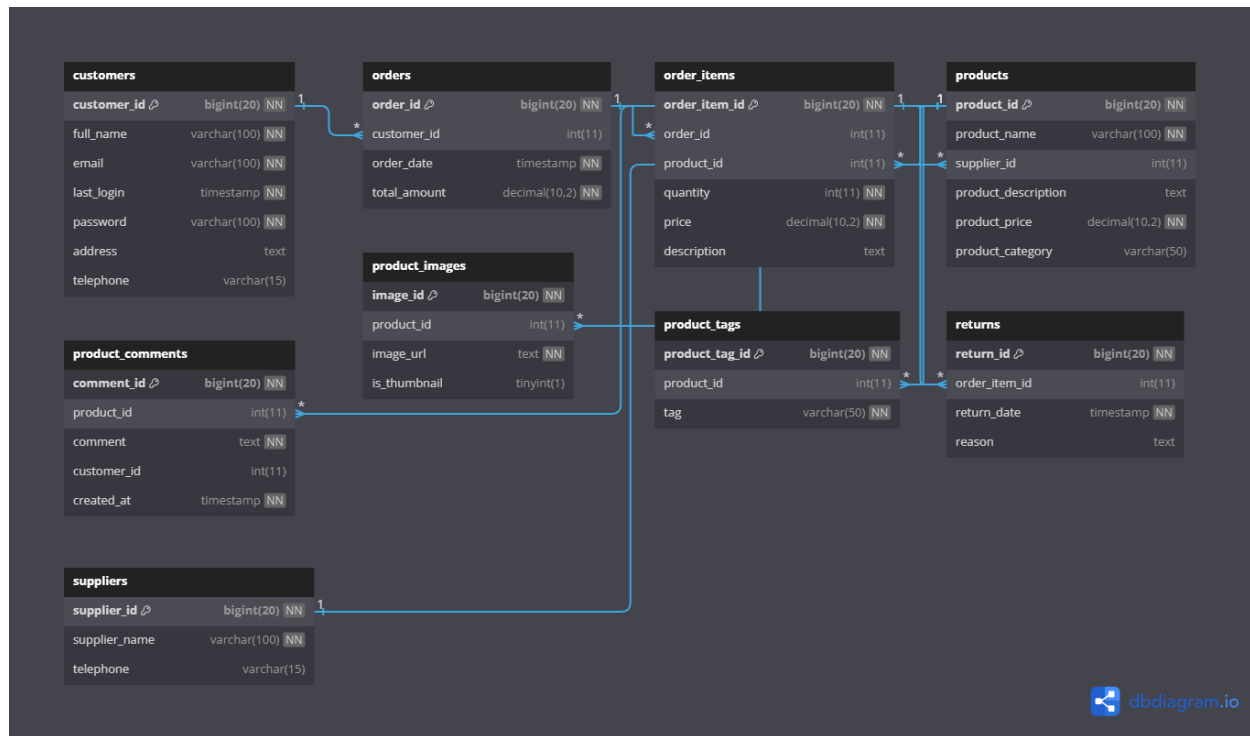 customers
customer_id bigint(20) NN
full_name varchar(100) NN
email varchar(100) NN
last_login timestamp NN
password varchar(100) NN
address text
telephone varchar(15)
orders
order_id bigint(20) NN
customer_id int(11)
order_date timestamp NN
total_amount decimal(10,2) NN
order_items
order_item_id bigint(20) NN
order_id int(11)
product_id int(11)
quantity int(11) NN
price decimal(10,2) NN
description text
products
product_id bigint(20) NN
product_name varchar(100) NN
supplier_id int(11)
product_description text
product_price decimal(10,2) NN
product_category varchar(50)
product_images
image_id bigint(20) NN
product_id int(11)
image_url text NN
is_thumbnail tinyint(1)
product_tags
product_tag_id bigint(20) NN
product_id int(11)
tag varchar(50) NN
returns
return_id bigint(20) NN
order_item_id int(11)
return_date timestamp NN
reason text
product_comments
comment_id bigint(20) NN
product_id int(11)
comment text NN
customer_id int(11)
created_at timestamp NN
suppliers
supplier_id bigint(20) NN
supplier_name varchar(100) NN
telephone varchar(15)
1
*
1
*
1
1
*
*
*
*
*
*
1
dbdiagram.io